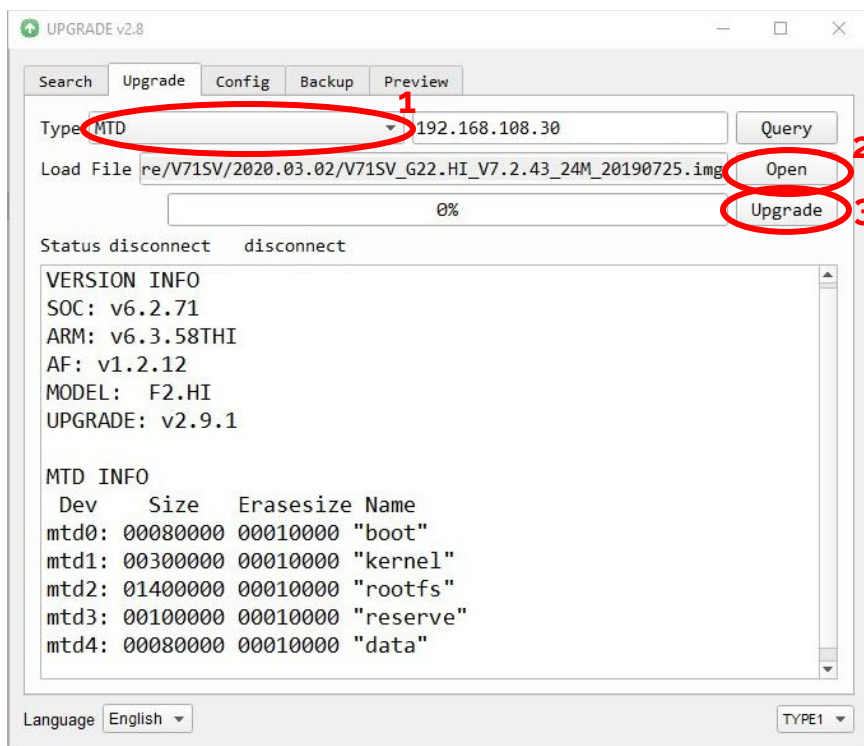 UPGRADE v2.8
Search Upgrade Config Backup Preview
1
Type MTD 192.168.108.30 Query
2
Load File re/V71SV/2020.03.02/V71SV_G22.HI_V7.2.43_24M_20190725.img Open
0% Upgrade 3
Status disconnect disconnect
VERSION INFO
SOC: v6.2.71
ARM: v6.3.58THI
AF: v1.2.12
MODEL: F2.HI
UPGRADE: v2.9.1
MTD INFO
Dev Size Erasesize Name
mtd0: 00080000 00010000 "boot"
mtd1: 00300000 00010000 "kernel"
mtd2: 01400000 00010000 "rootfs"
mtd3: 00100000 00010000 "reserve"
mtd4: 00080000 00010000 "data"
Language English TYPE1